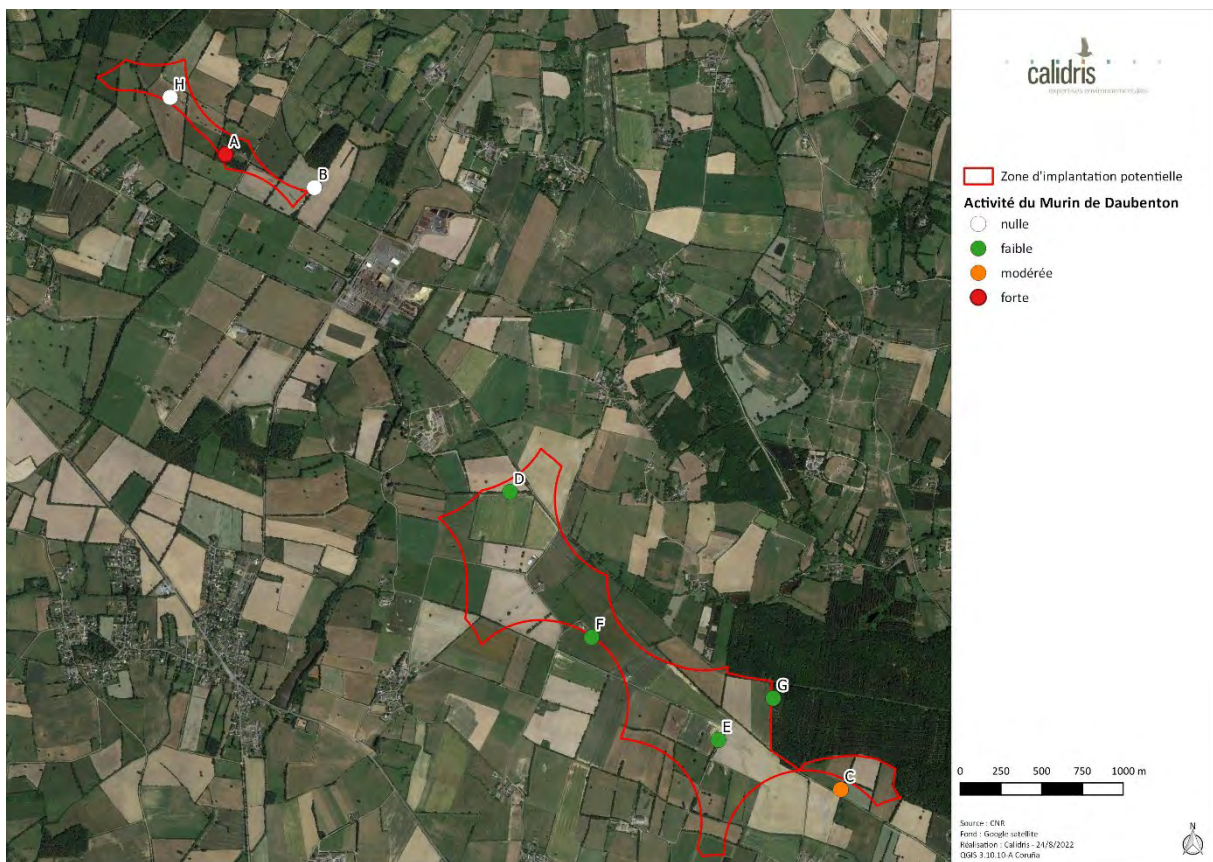 H
A
B
D
F
G
E
C
calidris
expertises environnementales
Zone d'implantation potentielle
Activité du Murin de Daubenton
nulle
faible
modérée
forte
0 250 500 750 1000 m
Source : CNR
Fond : Google satellite
Réalisation : Calidris - 24/8/2022
QGIS 3.10.10-A Coruña
N